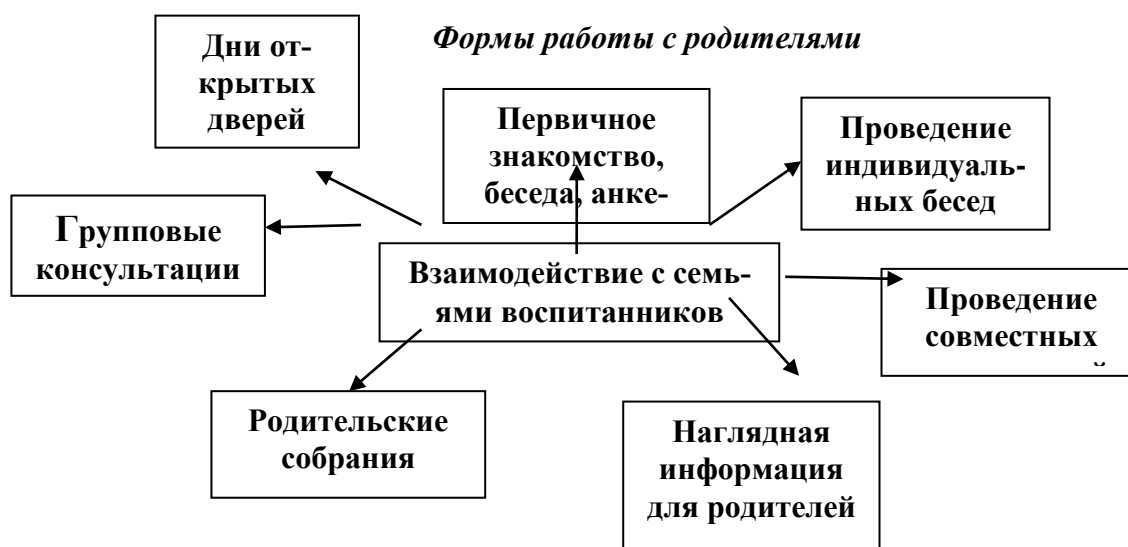 Формы работы с родителями
Дни от-
крытых
дверей
Первичное
знакомство,
беседа, анке-
Проведение
индивидуаль-
ных бесед
Групповые
консультации
Взаимодействие с семь-
ями воспитанников
Проведение
совместных
Родительские
собрания
Наглядная
информация
для родителей